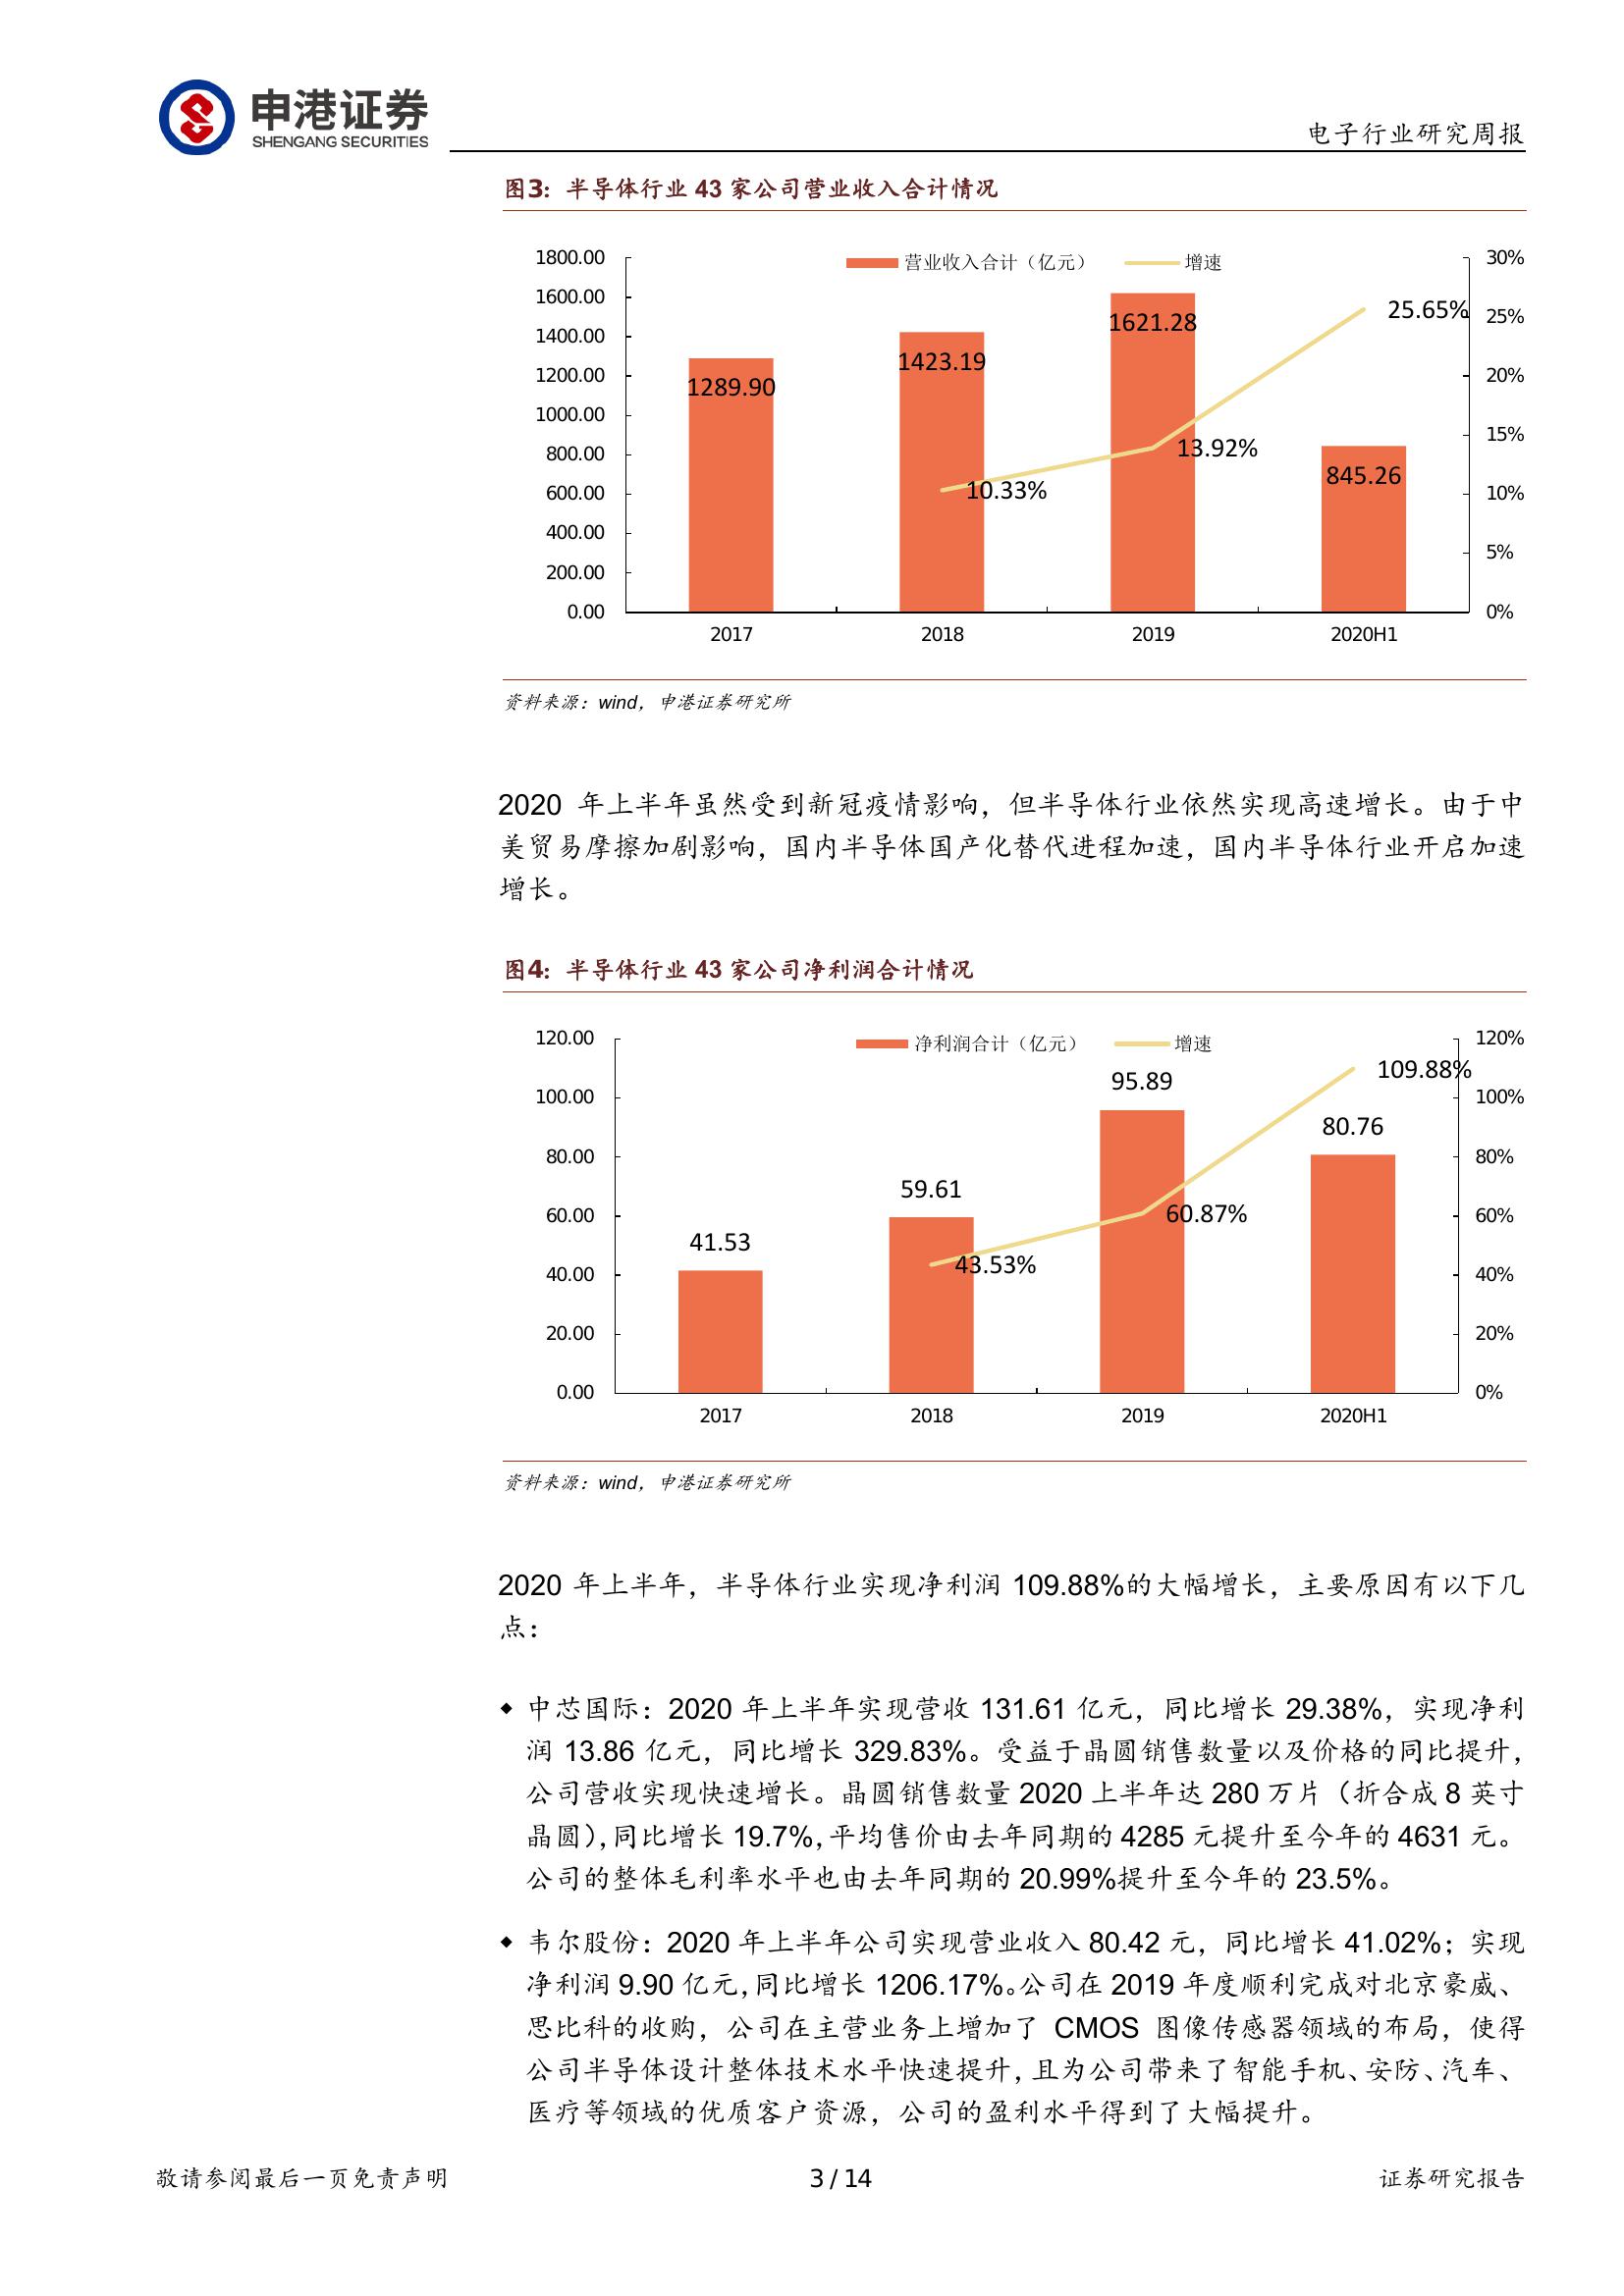 申港证券
SHENGANG SECURITIES
电子行业研究周报
图3：半导体行业 43 家公司营业收入合计情况
营业收入合计（亿元） 增速
1800.00
1600.00
1400.00
1200.00
1000.00
800.00
600.00
400.00
200.00
0.00
30%
25%
20%
15%
10%
5%
0%
1289.90
1423.19
1621.28
845.26
10.33%
13.92%
25.65%
2017 2018 2019 2020H1
资料来源：wind，申港证券研究所
2020 年上半年虽然受到新冠疫情影响，但半导体行业依然实现高速增长。由于中
美贸易摩擦加剧影响，国内半导体国产化替代进程加速，国内半导体行业开启加速
增长。
图4：半导体行业 43 家公司净利润合计情况
净利润合计（亿元） 增速
120.00
100.00
80.00
60.00
40.00
20.00
0.00
120%
100%
80%
60%
40%
20%
0%
41.53
59.61
95.89
80.76
43.53%
60.87%
109.88%
2017 2018 2019 2020H1
资料来源：wind，申港证券研究所
2020 年上半年，半导体行业实现净利润 109.88%的大幅增长，主要原因有以下几
点：
◆ 中芯国际：2020 年上半年实现营收 131.61 亿元，同比增长 29.38%，实现净利
润 13.86 亿元，同比增长 329.83%。受益于晶圆销售数量以及价格的同比提升，
公司营收实现快速增长。晶圆销售数量 2020 上半年达 280 万片（折合成 8 英寸
晶圆），同比增长 19.7%，平均售价由去年同期的 4285 元提升至今年的 4631 元。
公司的整体毛利率水平也由去年同期的 20.99%提升至今年的 23.5%。
◆ 韦尔股份：2020 年上半年公司实现营业收入 80.42 元，同比增长 41.02%；实现
净利润 9.90 亿元，同比增长 1206.17%。公司在 2019 年度顺利完成对北京豪威、
思比科的收购，公司在主营业务上增加了 CMOS 图像传感器领域的布局，使得
公司半导体设计整体技术水平快速提升，且为公司带来了智能手机、安防、汽车、
医疗等领域的优质客户资源，公司的盈利水平得到了大幅提升。
敬请参阅最后一页免责声明
3 / 14
证券研究报告